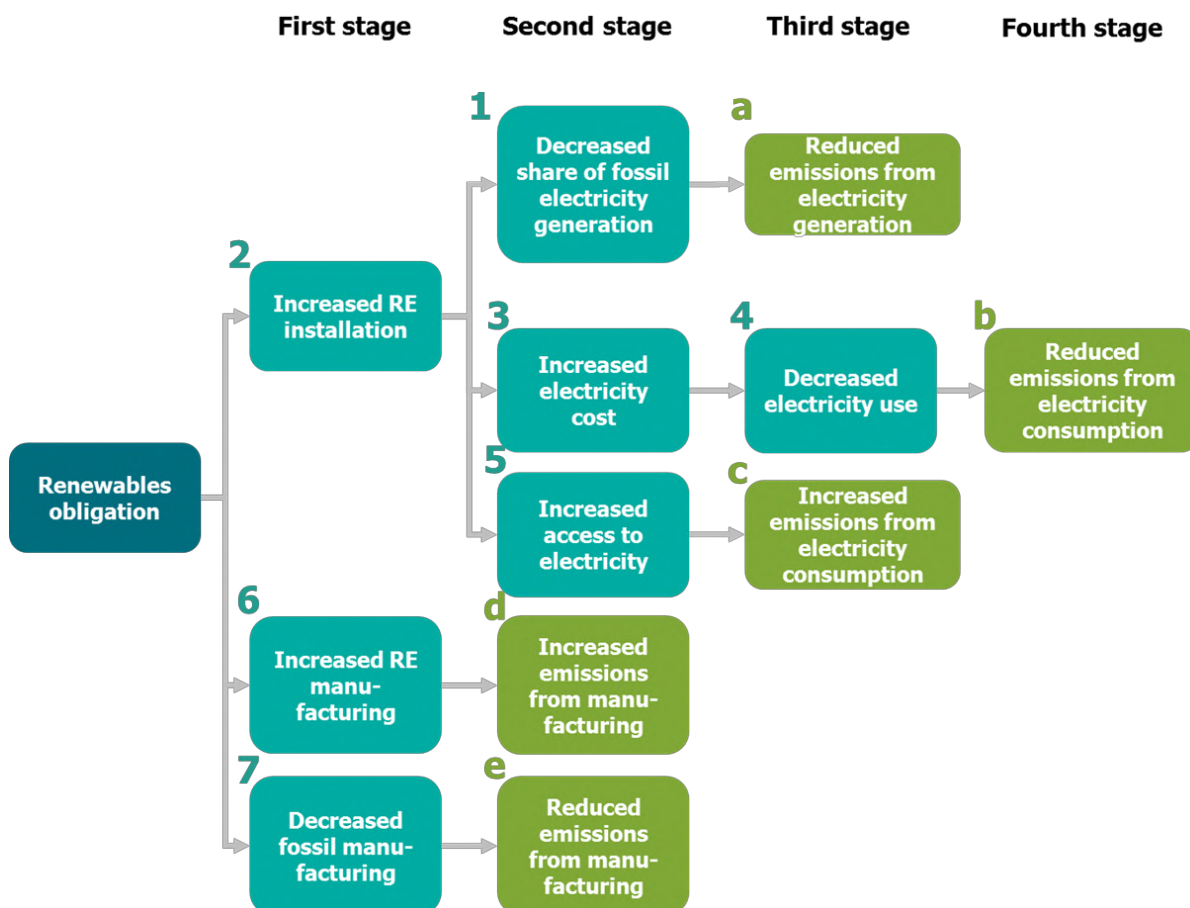 First stage
Second stage
Third stage
Fourth stage
1
Decreased
share of fossil
electricity
generation
a
Reduced
emissions from
electricity
generation
2
Increased RE
installation
3
Increased
electricity
cost
4
Decreased
electricity use
b
Reduced
emissions from
electricity
consumption
Renewables
obligation
5
Increased
access to
electricity
c
Increased
emissions from
electricity
consumption
6
Increased RE
manu-
facturing
d
Increased
emissions
from manu-
facturing
7
Decreased
fossil manu-
facturing
e
Reduced
emissions
from manu-
facturing